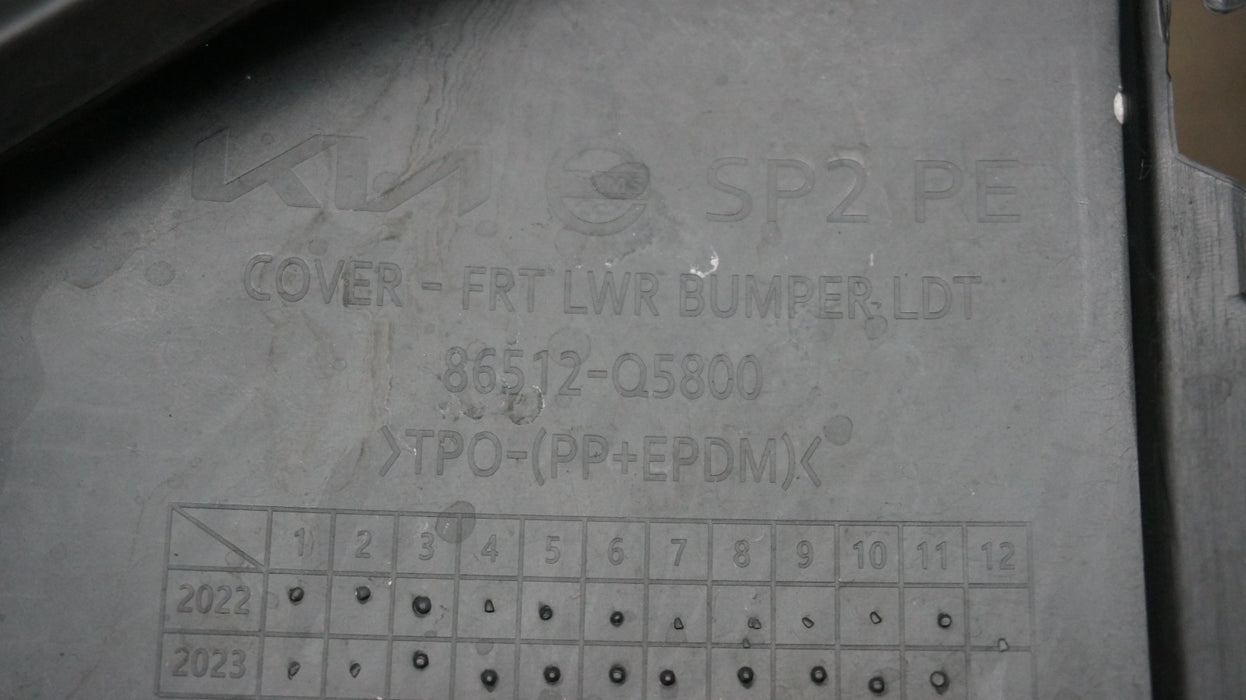 KIA SP2 PE
COVER - FRT LWR BUMPER LDT
86512-Q5800
>TPO-(PP+EPDM)<
1 2 3 4 5 6 7 8 9 10 11 12
2022
2023